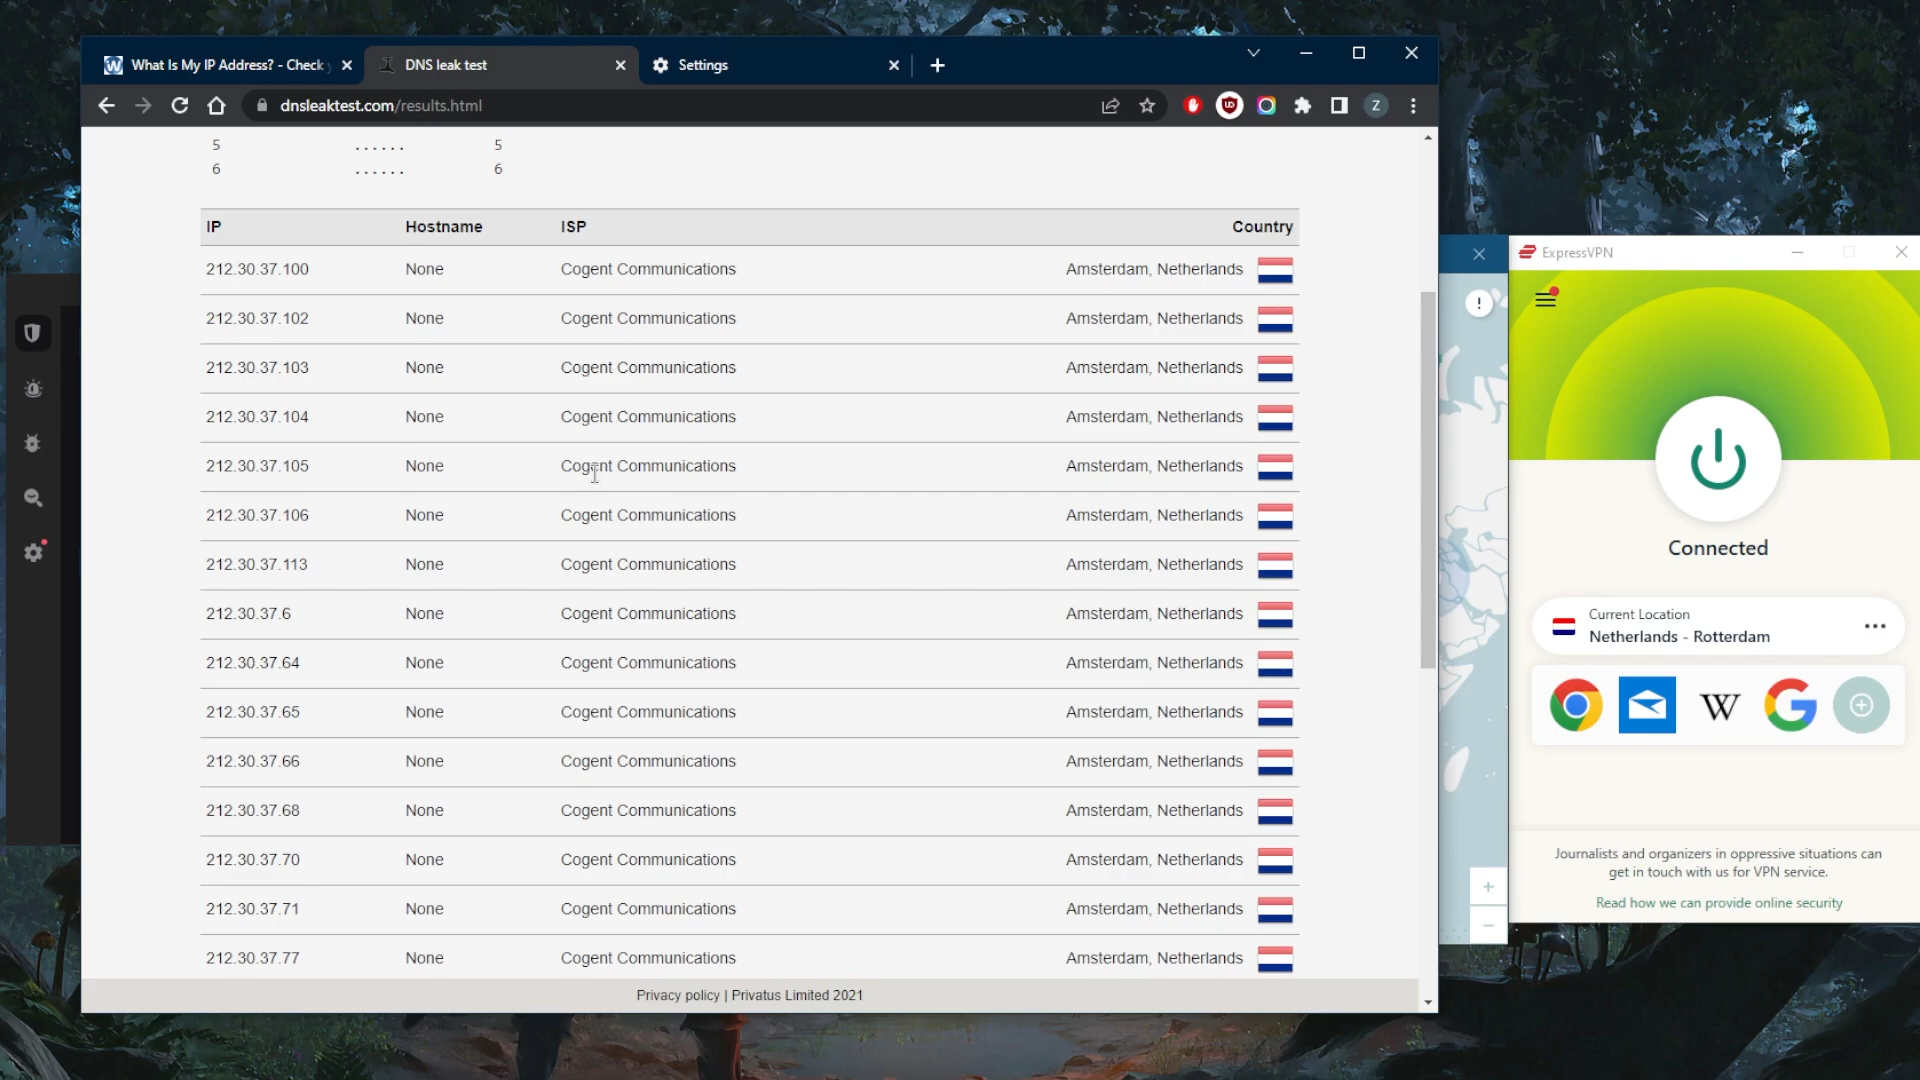 What Is My IP Address? - Check
DNS leak test
Settings
dnsleaktest.com/results.html
Z
5 ...... 5
6 ...... 6
IP Hostname ISP Country
212.30.37.100 None Cogent Communications Amsterdam, Netherlands
212.30.37.102 None Cogent Communications Amsterdam, Netherlands
212.30.37.103 None Cogent Communications Amsterdam, Netherlands
212.30.37.104 None Cogent Communications Amsterdam, Netherlands
212.30.37.105 None Cogent Communications Amsterdam, Netherlands
212.30.37.106 None Cogent Communications Amsterdam, Netherlands
212.30.37.113 None Cogent Communications Amsterdam, Netherlands
212.30.37.6 None Cogent Communications Amsterdam, Netherlands
212.30.37.64 None Cogent Communications Amsterdam, Netherlands
212.30.37.65 None Cogent Communications Amsterdam, Netherlands
212.30.37.66 None Cogent Communications Amsterdam, Netherlands
212.30.37.68 None Cogent Communications Amsterdam, Netherlands
212.30.37.70 None Cogent Communications Amsterdam, Netherlands
212.30.37.71 None Cogent Communications Amsterdam, Netherlands
212.30.37.77 None Cogent Communications Amsterdam, Netherlands
Privacy policy | Privatus Limited 2021
ExpressVPN
Connected
Current Location
Netherlands - Rotterdam
W
Journalists and organizers in oppressive situations can
get in touch with us for VPN service.
Read how we can provide online security